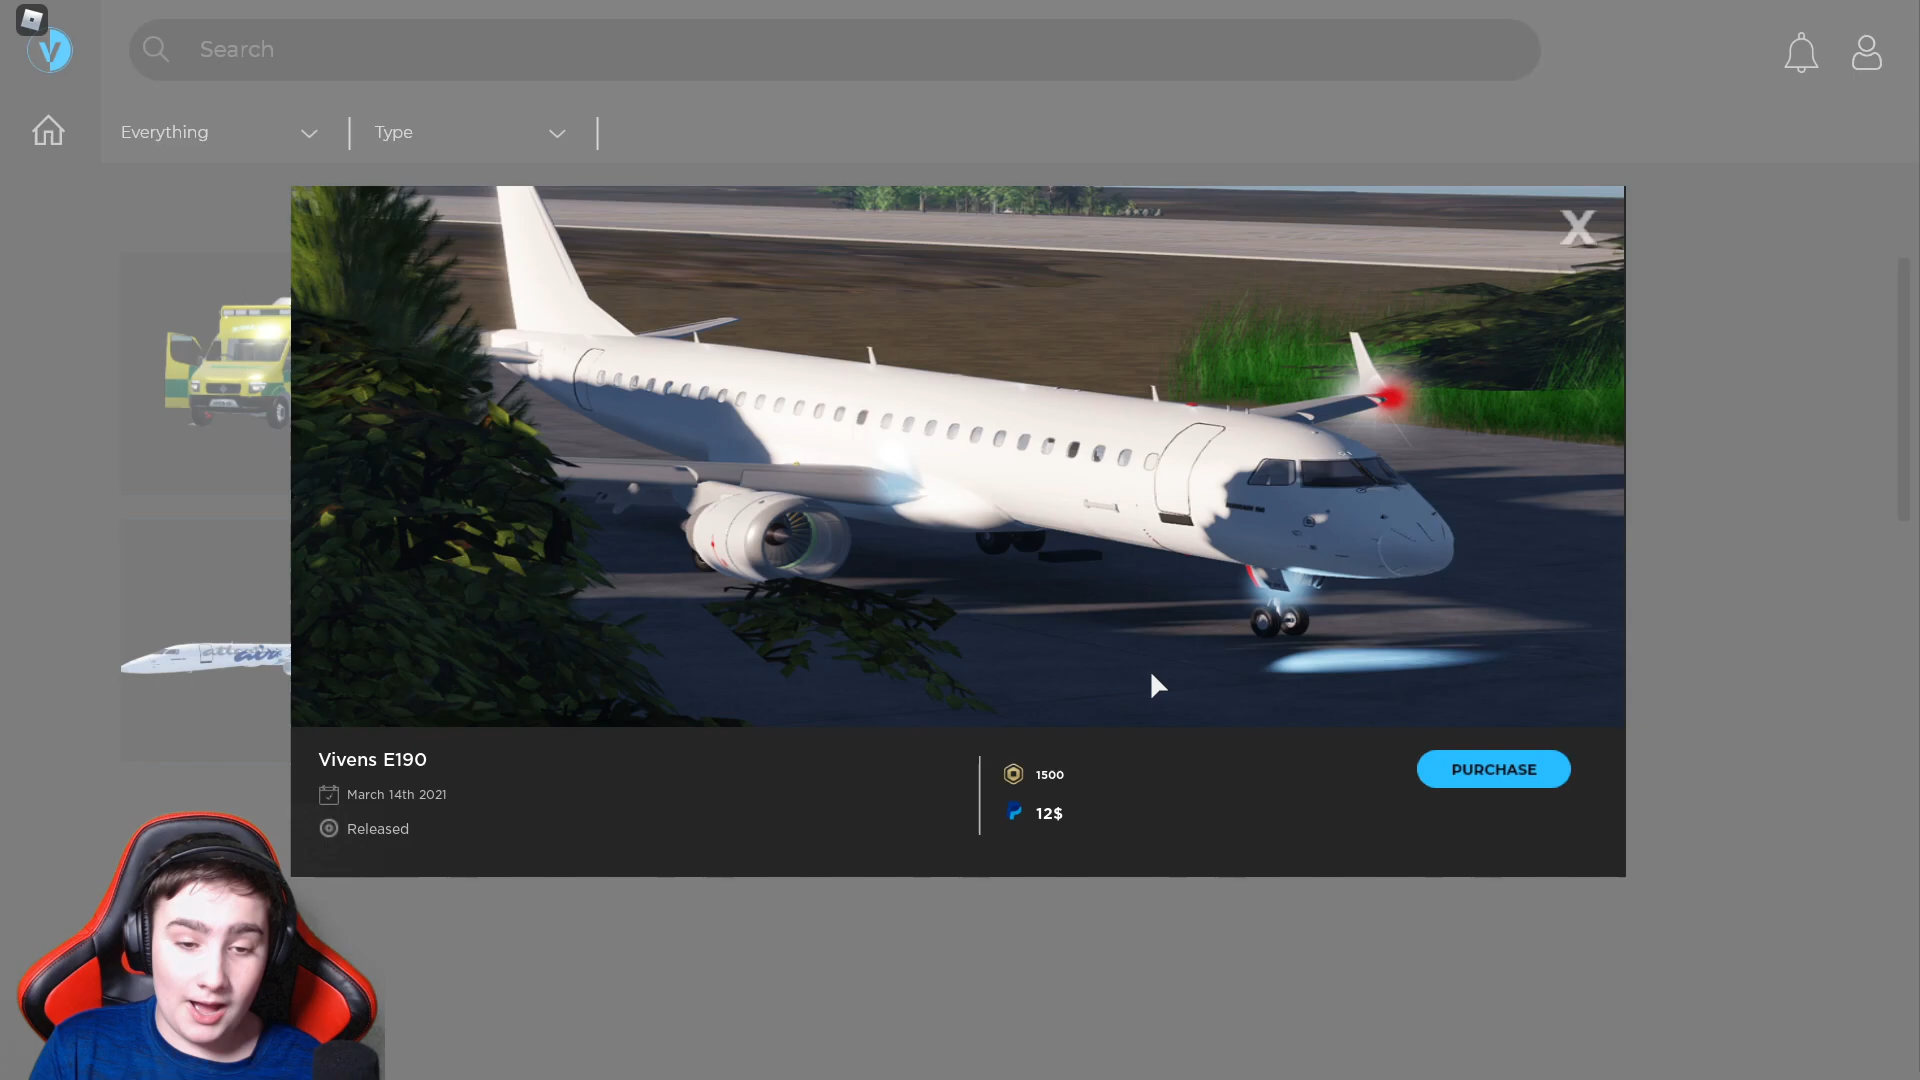 V
Search
Everything
Type
X
Vivens E190
March 14th 2021
Released
1500
12$
PURCHASE